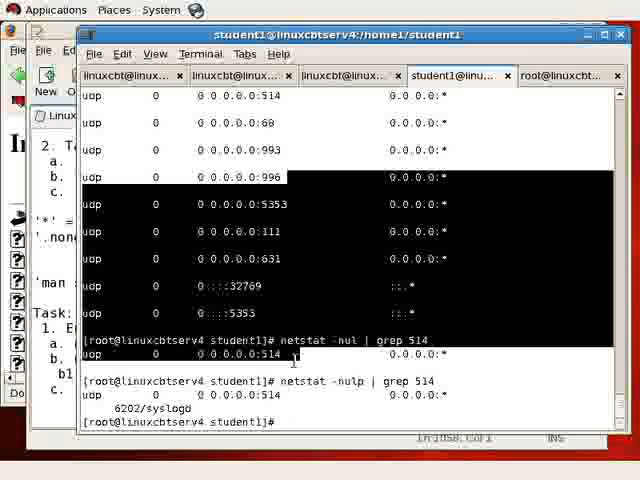 Applications Places System
student1@linuxcbtserv4:/home1/student1
File File Ed
File Edit View Terminal Tabs Help
linuxcbt@linux... linuxcbt@linux... linuxcbt@linux... student1@linu... root@linuxcbt...
New
Linux
udp 0 0 0.0.0.0:514 0.0.0.0:*
udp 0 0 0.0.0.0:68 0.0.0.0:*
udp 0 0 0.0.0.0:993 0.0.0.0:*
udp 0 0 0.0.0.0:996 0.0.0.0:*
udp 0 0 0.0.0.0:5353 0.0.0.0:*
udp 0 0 0.0.0.0:111 0.0.0.0:*
udp 0 0 0.0.0.0:631 0.0.0.0:*
udp 0 0 :::32769 :::*
udp 0 0 :::5353 :::*
[root@linuxcbtserv4 student1]# netstat -nul | grep 514
udp 0 0 0.0.0.0:514 0.0.0.0:*
[root@linuxcbtserv4 student1]# netstat -nulp | grep 514
udp 0 0 0.0.0.0:514 0.0.0.0:*
6202/syslogd
[root@linuxcbtserv4 student1]#
2. Ta
a.
b.
c.
'*' =
'.none
'man s
Task:
1. En
a.
b.
b1
c.
Do
INS